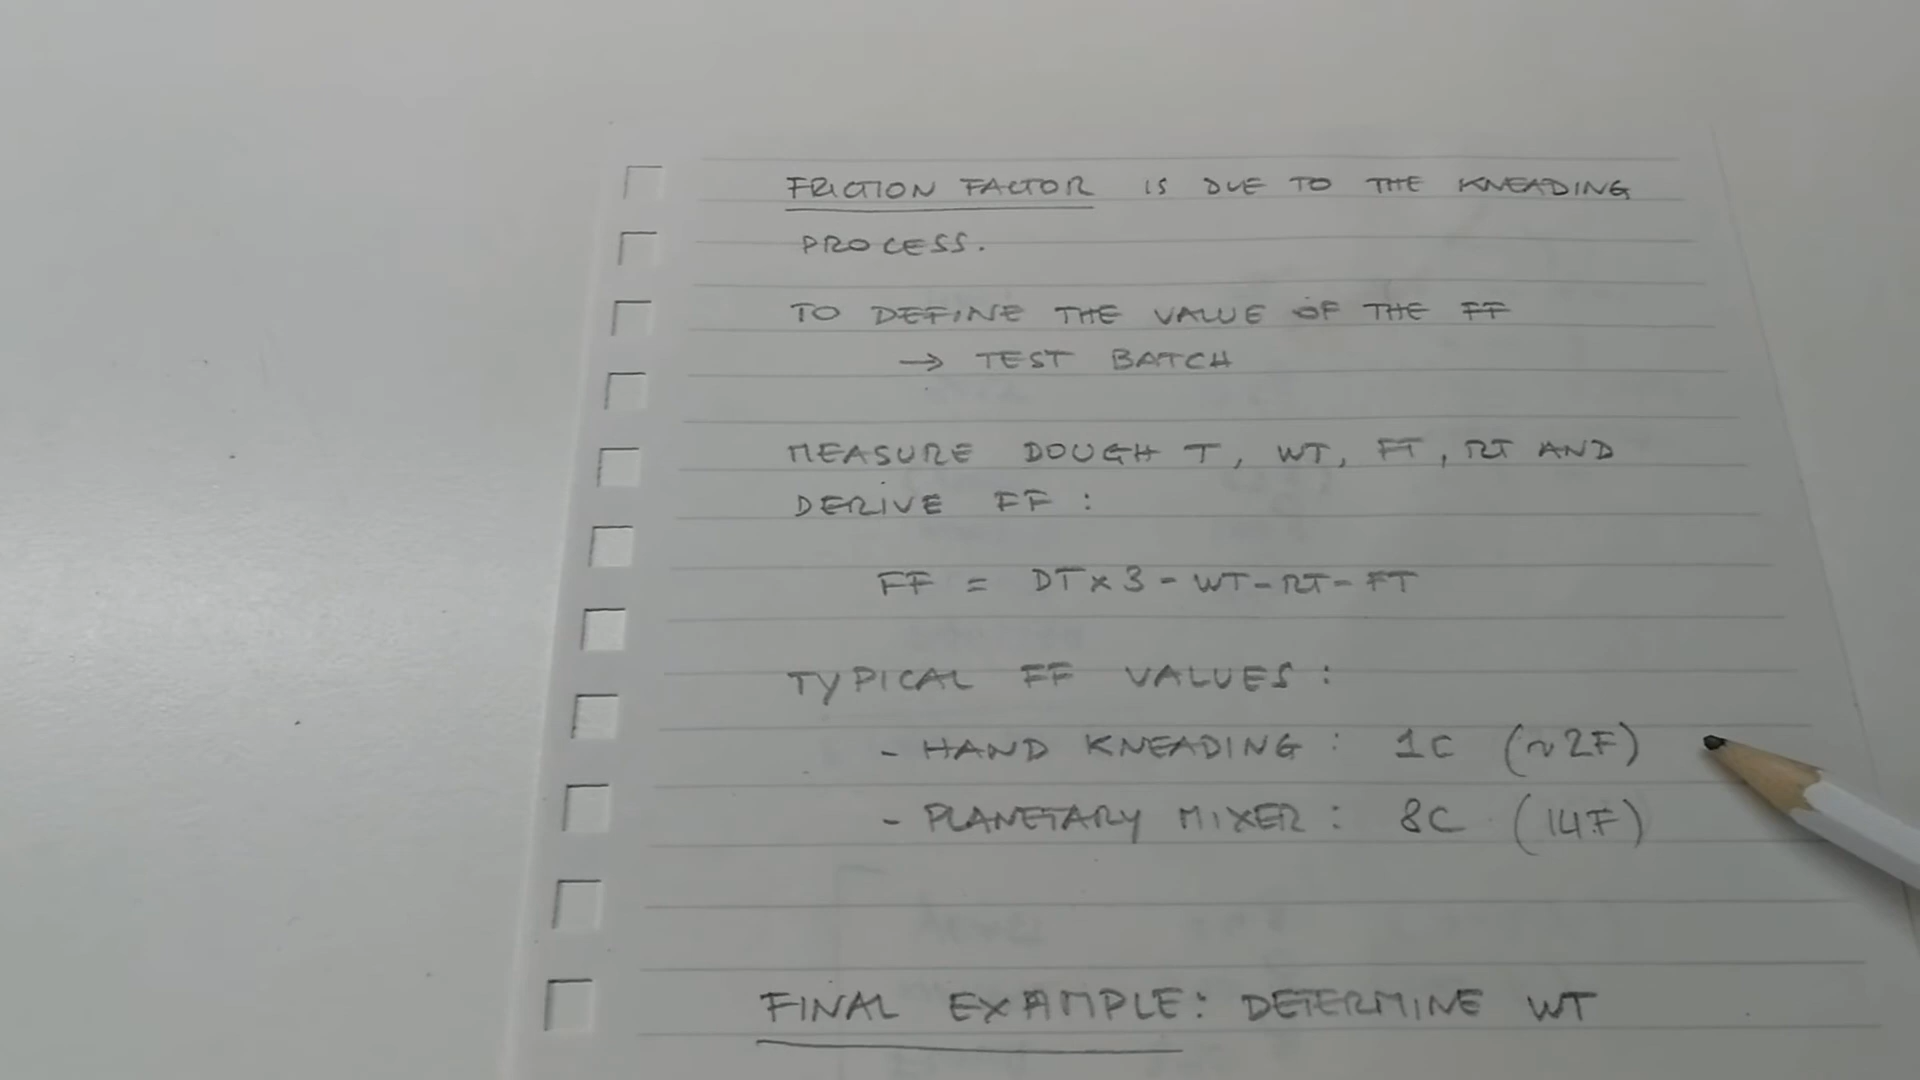 FRICTION FACTOR IS DUE TO THE KNEADING
PROCESS.
TO DEFINE THE VALUE OF THE FF
→ TEST BATCH
MEASURE DOUGH T, WT, FT, RT AND
DERIVE FF :
FF = DT x 3 - WT - RT - FT
TYPICAL FF VALUES :
- HAND KNEADING : 1C (~2F)
- PLANETARY MIXER : 8C (14F)
FINAL EXAMPLE: DETERMINE WT